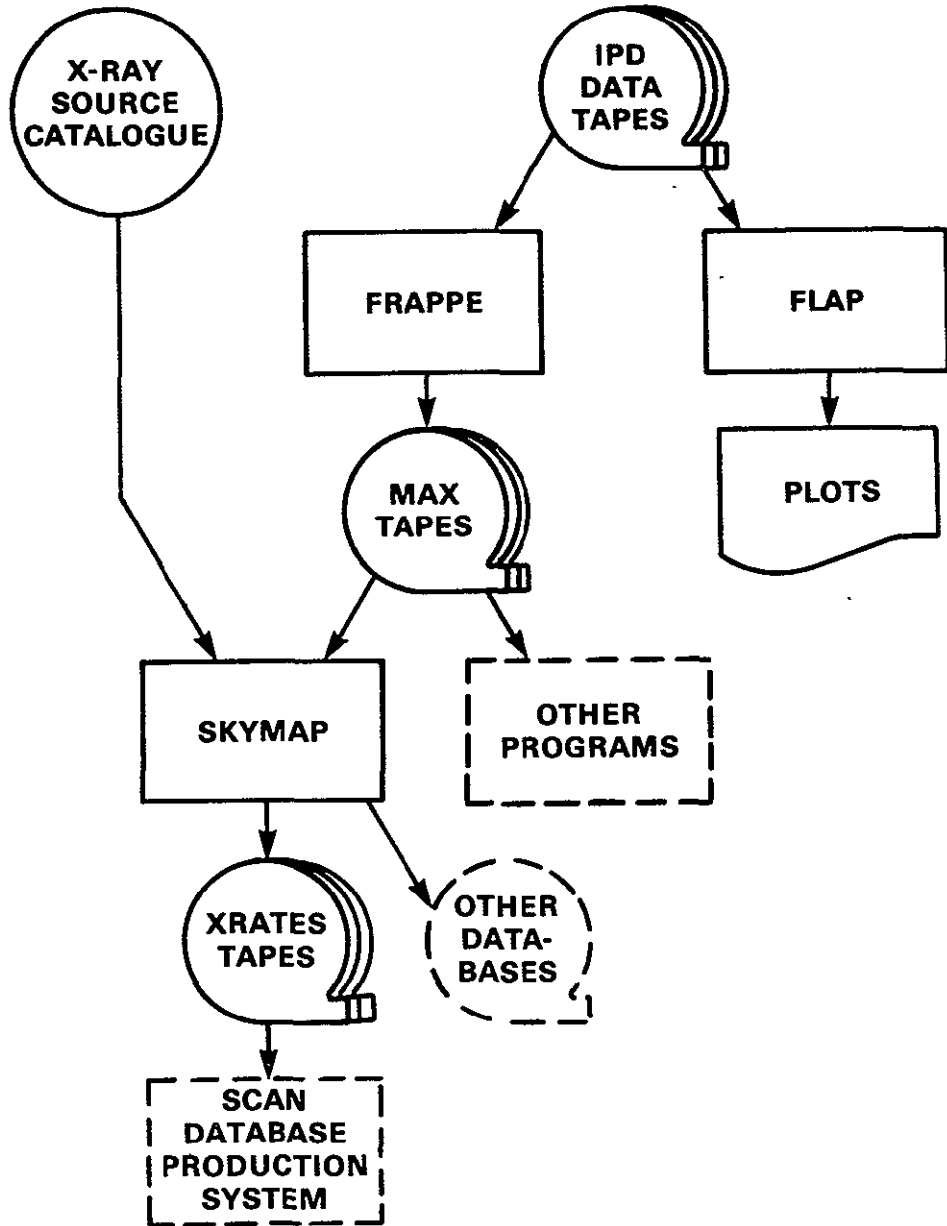 X-RAY
SOURCE
CATALOGUE
IPD
DATA
TAPES
FRAPPE
FLAP
MAX
TAPES
PLOTS
SKYMAP
OTHER
PROGRAMS
XRATES
TAPES
OTHER
DATA-
BASES
SCAN
DATABASE
PRODUCTION
SYSTEM